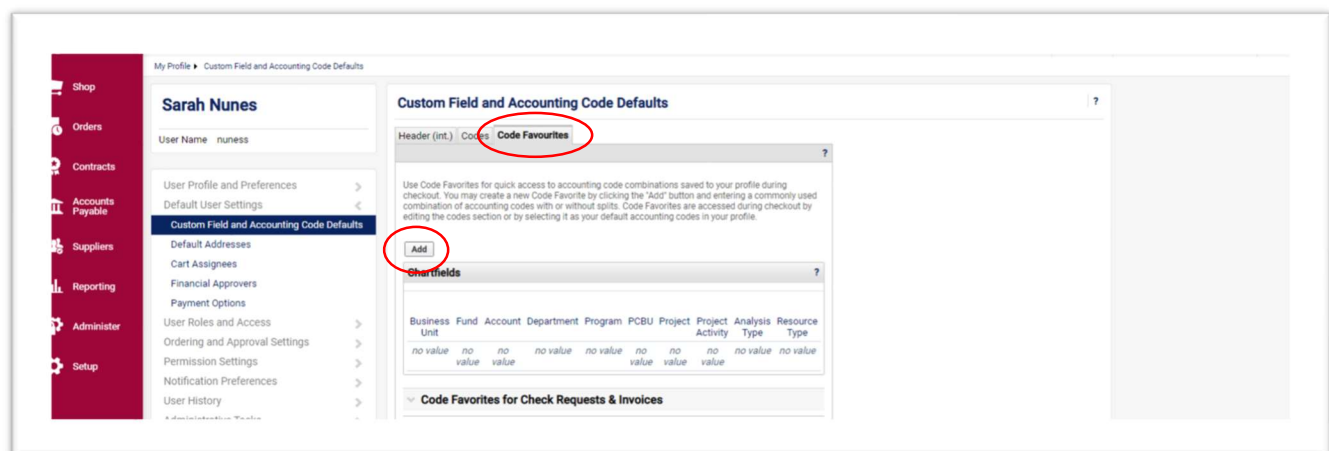 My Profile ▸ Custom Field and Accounting Code Defaults
Shop
Orders
Contracts
Accounts
Payable
Suppliers
Reporting
Administer
Setup
Sarah Nunes
User Name nuness
User Profile and Preferences
Default User Settings
Custom Field and Accounting Code Defaults
Default Addresses
Cart Assignees
Financial Approvers
Payment Options
User Roles and Access
Ordering and Approval Settings
Permission Settings
Notification Preferences
User History
Administrative Tasks
Custom Field and Accounting Code Defaults ?
Header (int.) Codes Code Favourites
?
Use Code Favorites for quick access to accounting code combinations saved to your profile during
checkout. You may create a new Code Favorite by clicking the "Add" button and entering a commonly used
combination of accounting codes with or without splits. Code Favorites are accessed during checkout by
editing the codes section or by selecting it as your default accounting codes in your profile.
Add
Chartfields ?
Business Fund Account Department Program PCBU Project Project Analysis Resource
Unit Activity Type Type
no value no no no value no value no no no no value no value
value value value value value
Code Favorites for Check Requests & Invoices